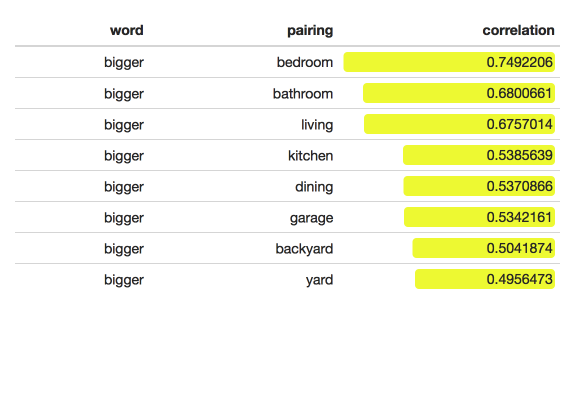 word pairing correlation
bigger bedroom 0.7492206
bigger bathroom 0.6800661
bigger living 0.6757014
bigger kitchen 0.5385639
bigger dining 0.5370866
bigger garage 0.5342161
bigger backyard 0.5041874
bigger yard 0.4956473